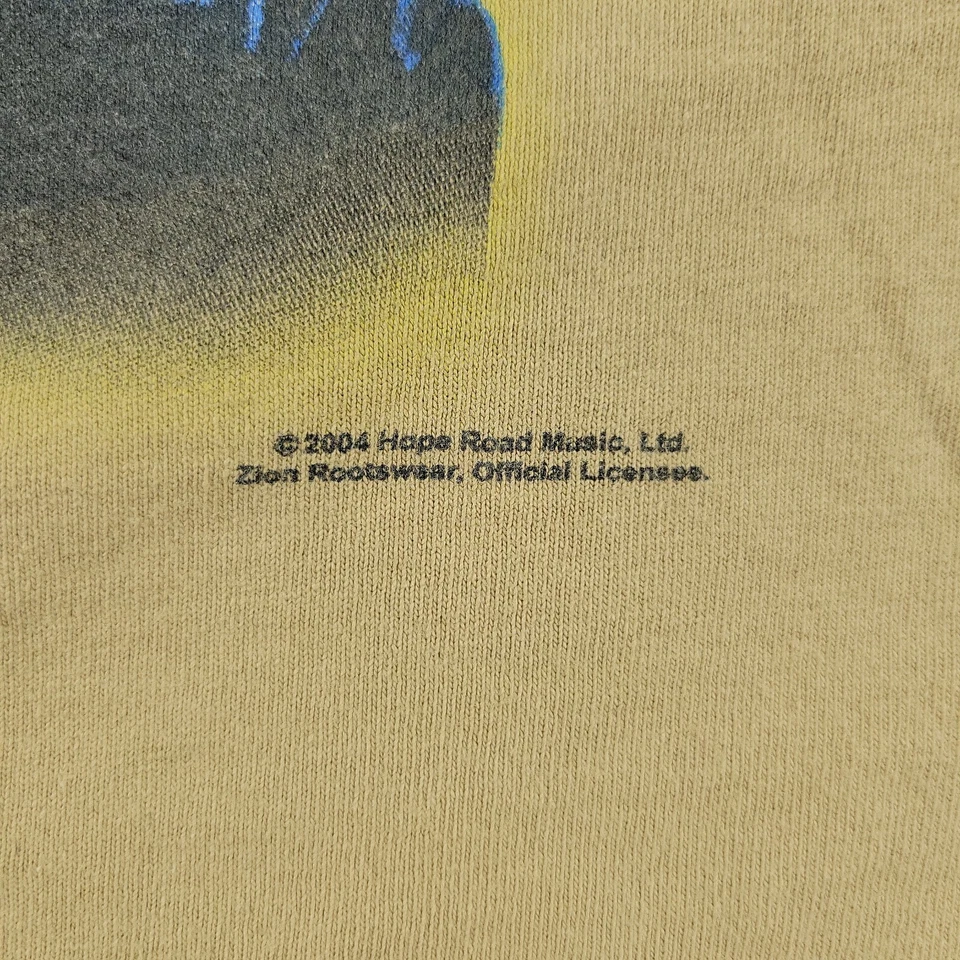 © 2004 Hope Road Music, Ltd.
Zion Rootswear, Official Licensee.